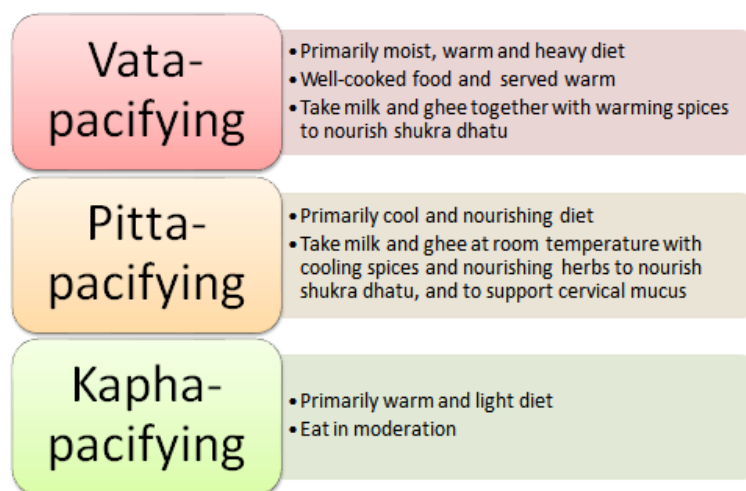 Vata-
pacifying
• Primarily moist, warm and heavy diet
• Well-cooked food and served warm
• Take milk and ghee together with warming spices
to nourish shukra dhatu
Pitta-
pacifying
• Primarily cool and nourishing diet
• Take milk and ghee at room temperature with
cooling spices and nourishing herbs to nourish
shukra dhatu, and to support cervical mucus
Kapha-
pacifying
• Primarily warm and light diet
• Eat in moderation